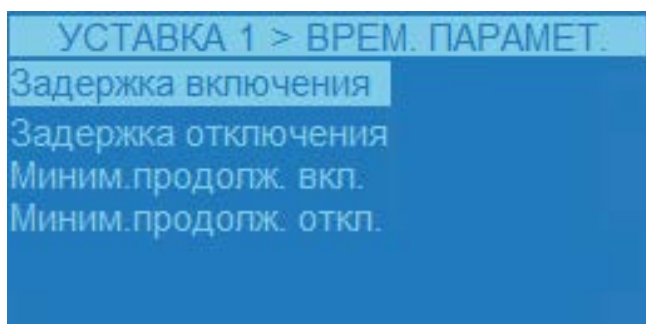 УСТАВКА 1 > ВРЕМ. ПАРАМЕТ.
Задержка включения
Задержка отключения
Миним.продолж. вкл.
Миним.продолж. откл.